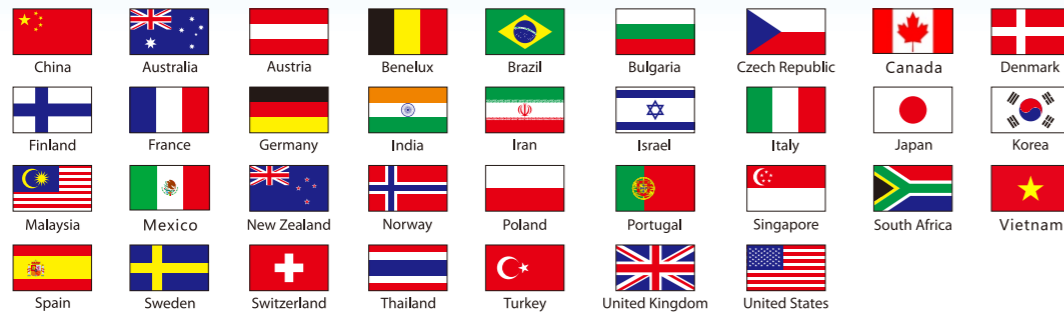 China Australia Austria Benelux Brazil Bulgaria Czech Republic Canada Denmark
Finland France Germany India Iran Israel Italy Japan Korea
Malaysia Mexico New Zealand Norway Poland Portugal Singapore South Africa Vietnam
Spain Sweden Switzerland Thailand Turkey United Kingdom United States